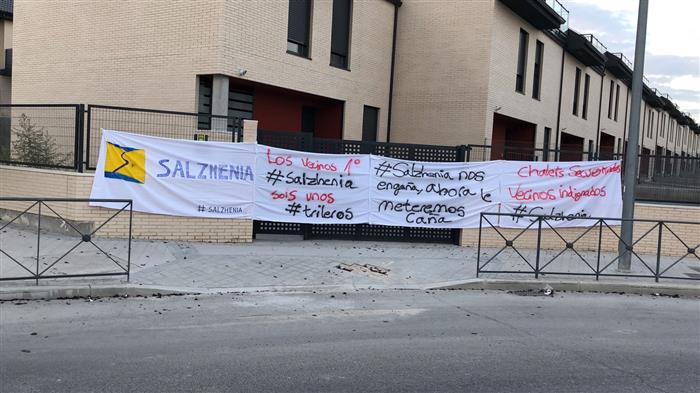 SALZHENIA
# SALZHENIA
Los Vecinos 1º
#Salzhenia
sois unos
#trileros
#Salzhenia nos
engaña, ahora te
meteremos
caña
Chalets Secuestrados
Vecinos indignados
#Salzhenia